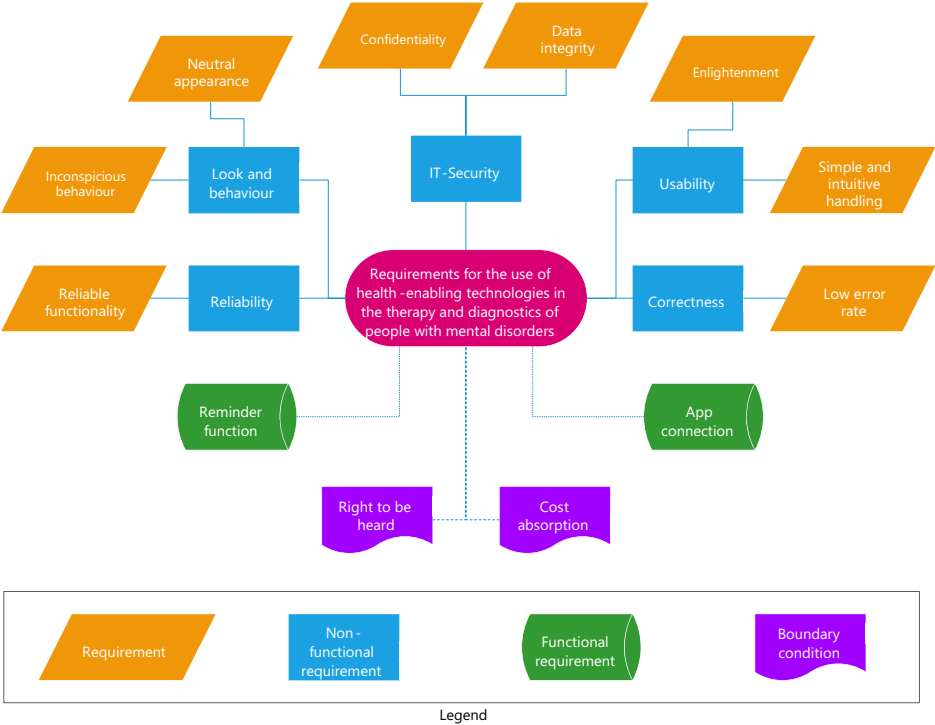 Confidentiality
Data
integrity
Neutral
appearance
Enlightenment
Inconspicious
behaviour
Look and
behaviour
IT-Security
Usability
Simple and
intuitive
handling
Reliable
functionality
Reliability
Requirements for the use of
health-enabling technologies in
the therapy and diagnostics of
people with mental disorders
Correctness
Low error
rate
Reminder
function
App
connection
Right to be
heard
Cost
absorption
Requirement
Non-
functional
requirement
Functional
requirement
Boundary
condition
Legend